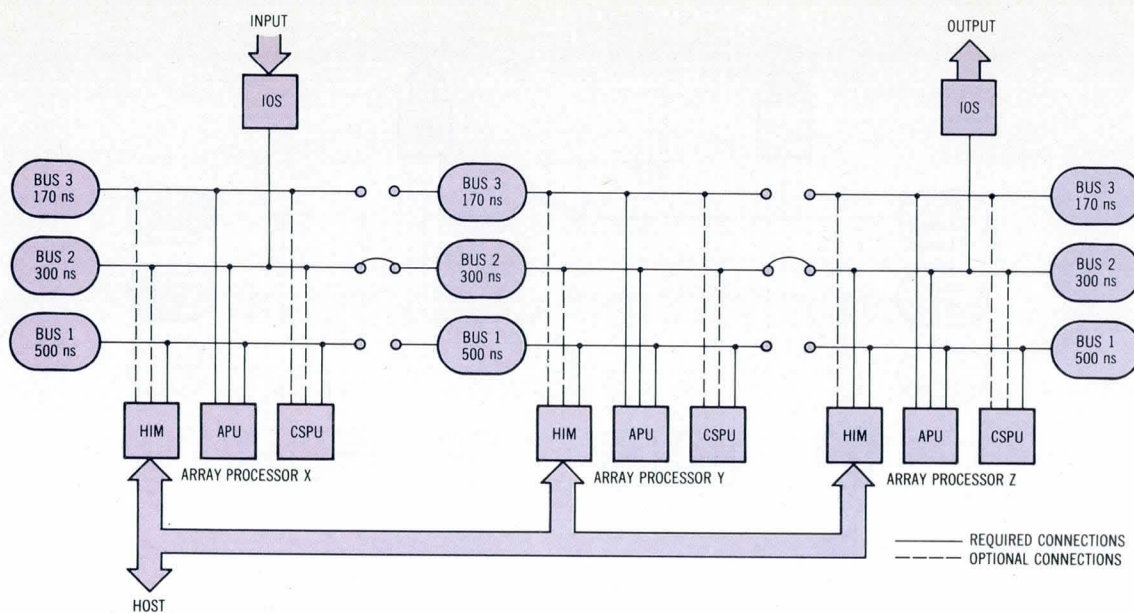 INPUT
OUTPUT
IOS
IOS
BUS 3
170 ns
BUS 3
170 ns
BUS 3
170 ns
BUS 2
300 ns
BUS 2
300 ns
BUS 2
300 ns
BUS 1
500 ns
BUS 1
500 ns
BUS 1
500 ns
HIM
APU
CSPU
HIM
APU
CSPU
HIM
APU
CSPU
ARRAY PROCESSOR X
ARRAY PROCESSOR Y
ARRAY PROCESSOR Z
REQUIRED CONNECTIONS
OPTIONAL CONNECTIONS
HOST